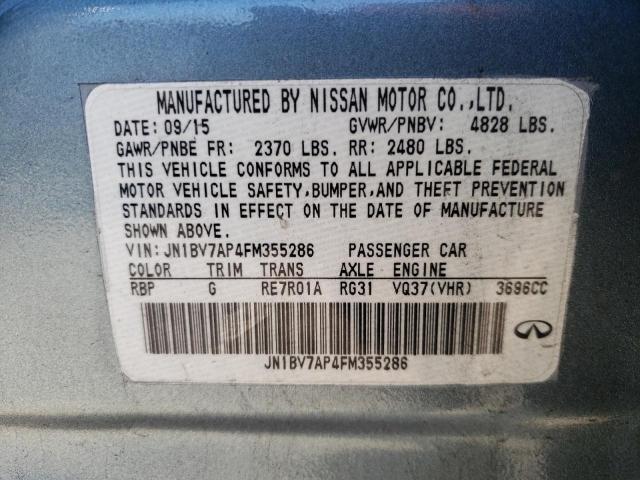 MANUFACTURED BY NISSAN MOTOR CO.,LTD.
DATE: 09/15 GVWR/PNBV: 4828 LBS.
GAWR/PNBE FR: 2370 LBS. RR: 2480 LBS.
THIS VEHICLE CONFORMS TO ALL APPLICABLE FEDERAL
MOTOR VEHICLE SAFETY,BUMPER,AND THEFT PREVENTION
STANDARDS IN EFFECT ON THE DATE OF MANUFACTURE
SHOWN ABOVE.
VIN: JN1BV7AP4FM355286 PASSENGER CAR
COLOR TRIM TRANS AXLE ENGINE
RBP G RE7R01A RG31 VQ37(VHR) 3696CC
JN1BV7AP4FM355286